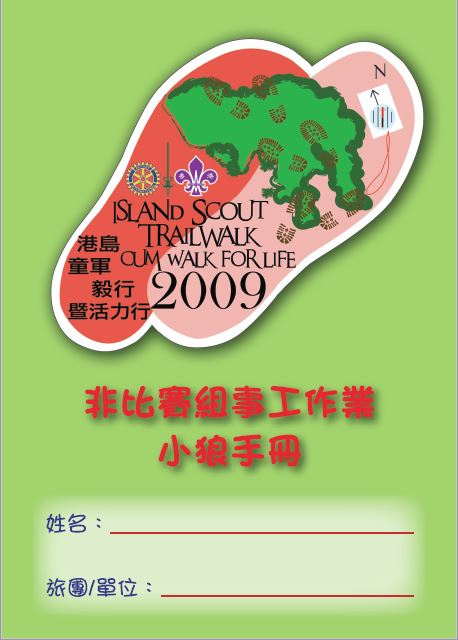 N
ISLAND SCOUT
TRAILWALK
CUM WALK FOR LIFE
2009
港島
童軍
毅行
暨活力行
非比賽組事工作業
小狼手冊
姓名：
旅團/單位：